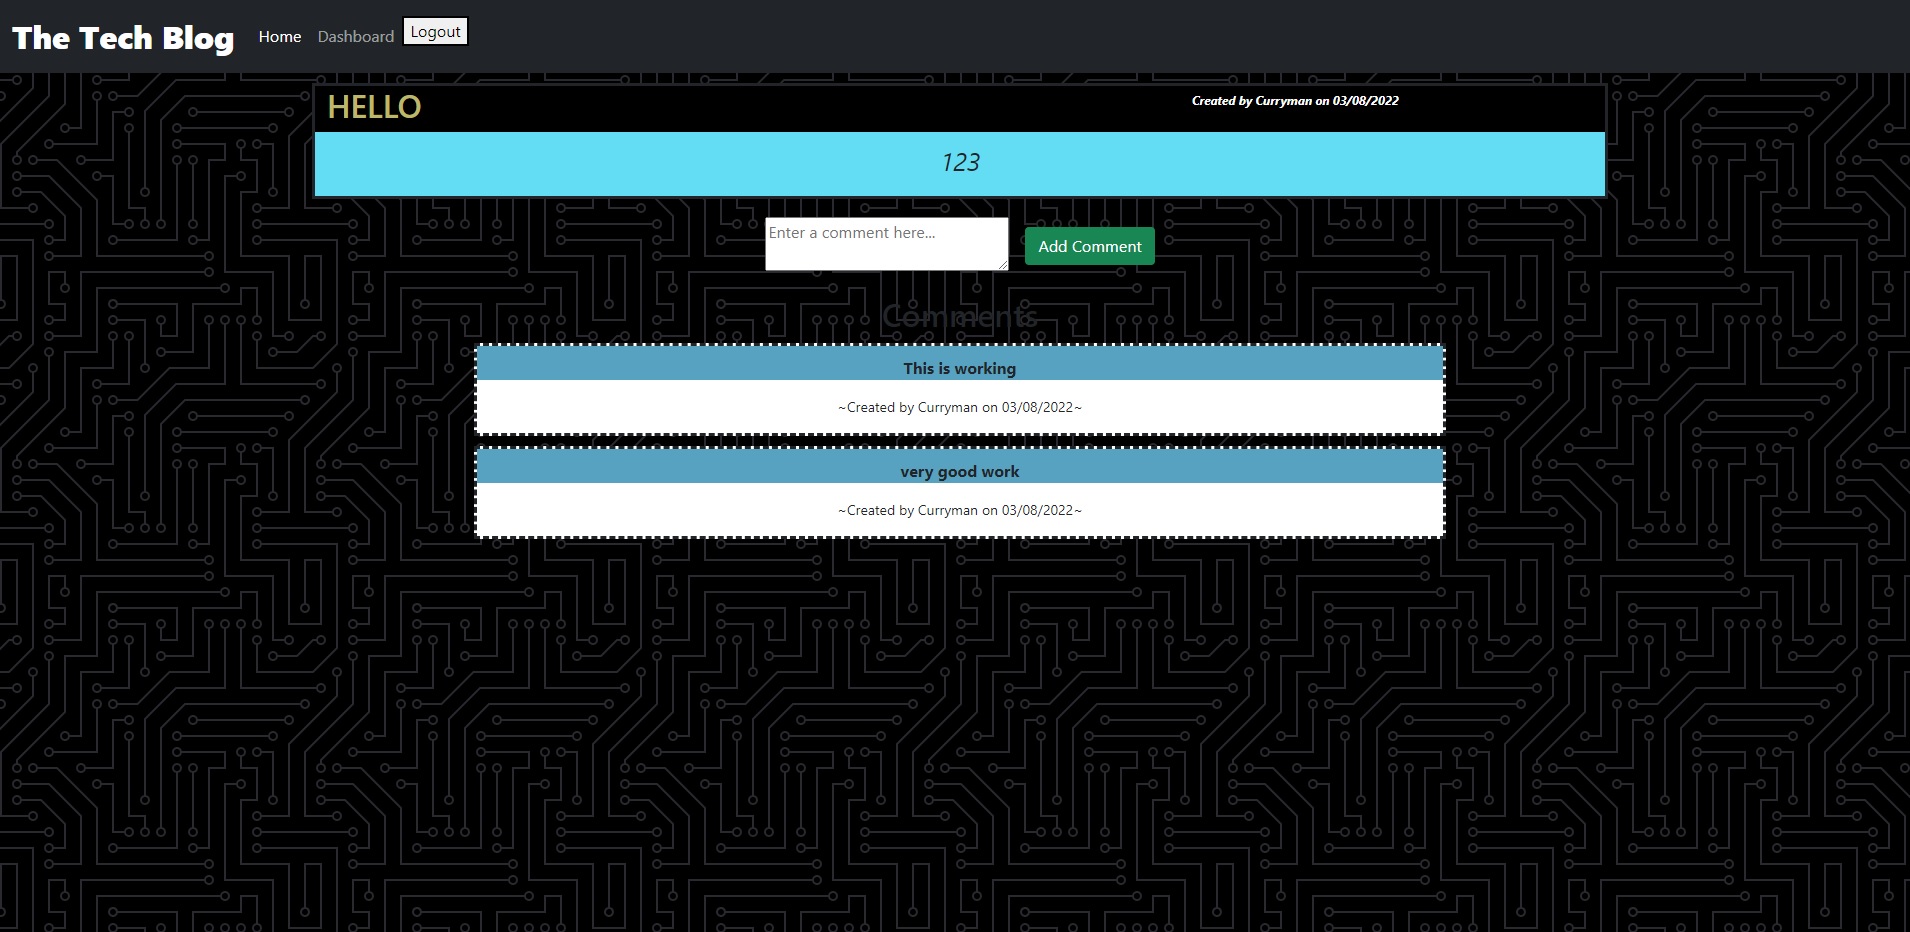 The Tech Blog Home Dashboard Logout
HELLO Created by Curryman on 03/08/2022
123
Enter a comment here... Add Comment
Comments
This is working
~Created by Curryman on 03/08/2022~
very good work
~Created by Curryman on 03/08/2022~